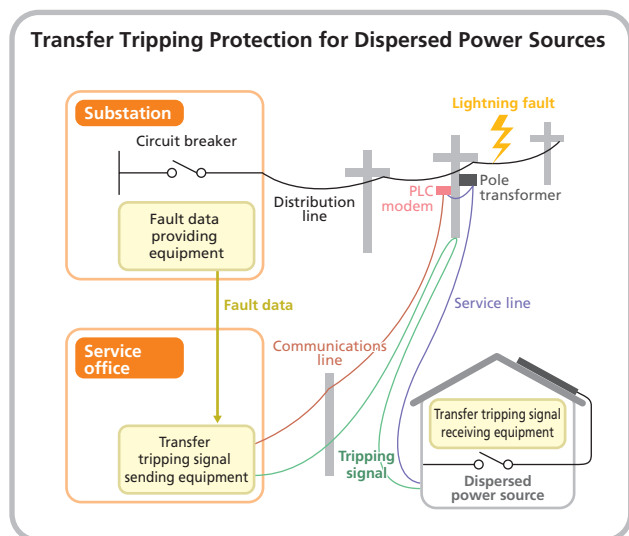 Transfer Tripping Protection for Dispersed Power Sources
Substation
Circuit breaker
Lightning fault
Distribution
line
PLC
modem
Pole
transformer
Fault data
providing
equipment
Fault data
Service line
Service
office
Communications
line
Transfer
tripping signal
sending equipment
Tripping
signal
Transfer tripping signal
receiving equipment
Dispersed
power source